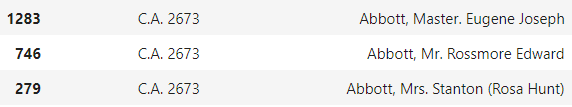 1283 C.A. 2673 Abbott, Master. Eugene Joseph
746 C.A. 2673 Abbott, Mr. Rossmore Edward
279 C.A. 2673 Abbott, Mrs. Stanton (Rosa Hunt)